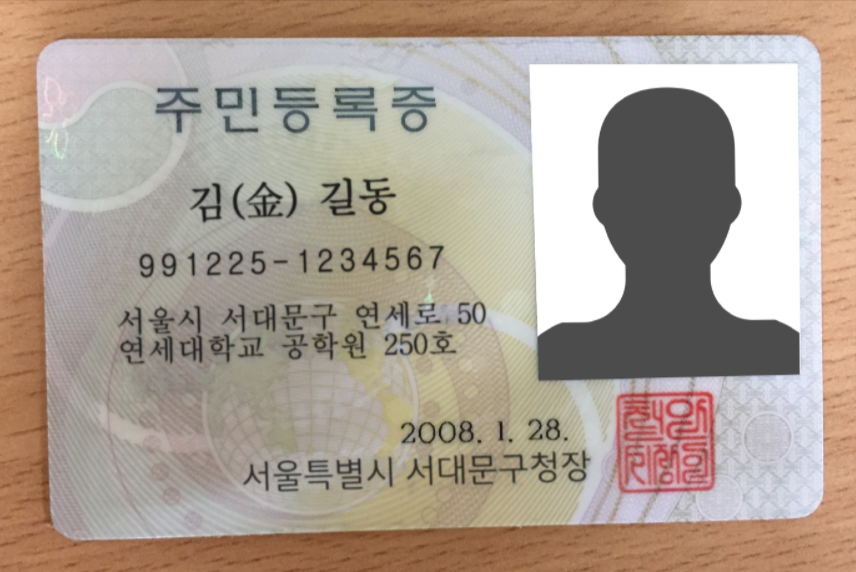 주민등록증
김(金) 길동
991225-1234567
서울시 서대문구 연세로 50
연세대학교 공학원 250호
2008. 1. 28.
서울특별시 서대문구청장